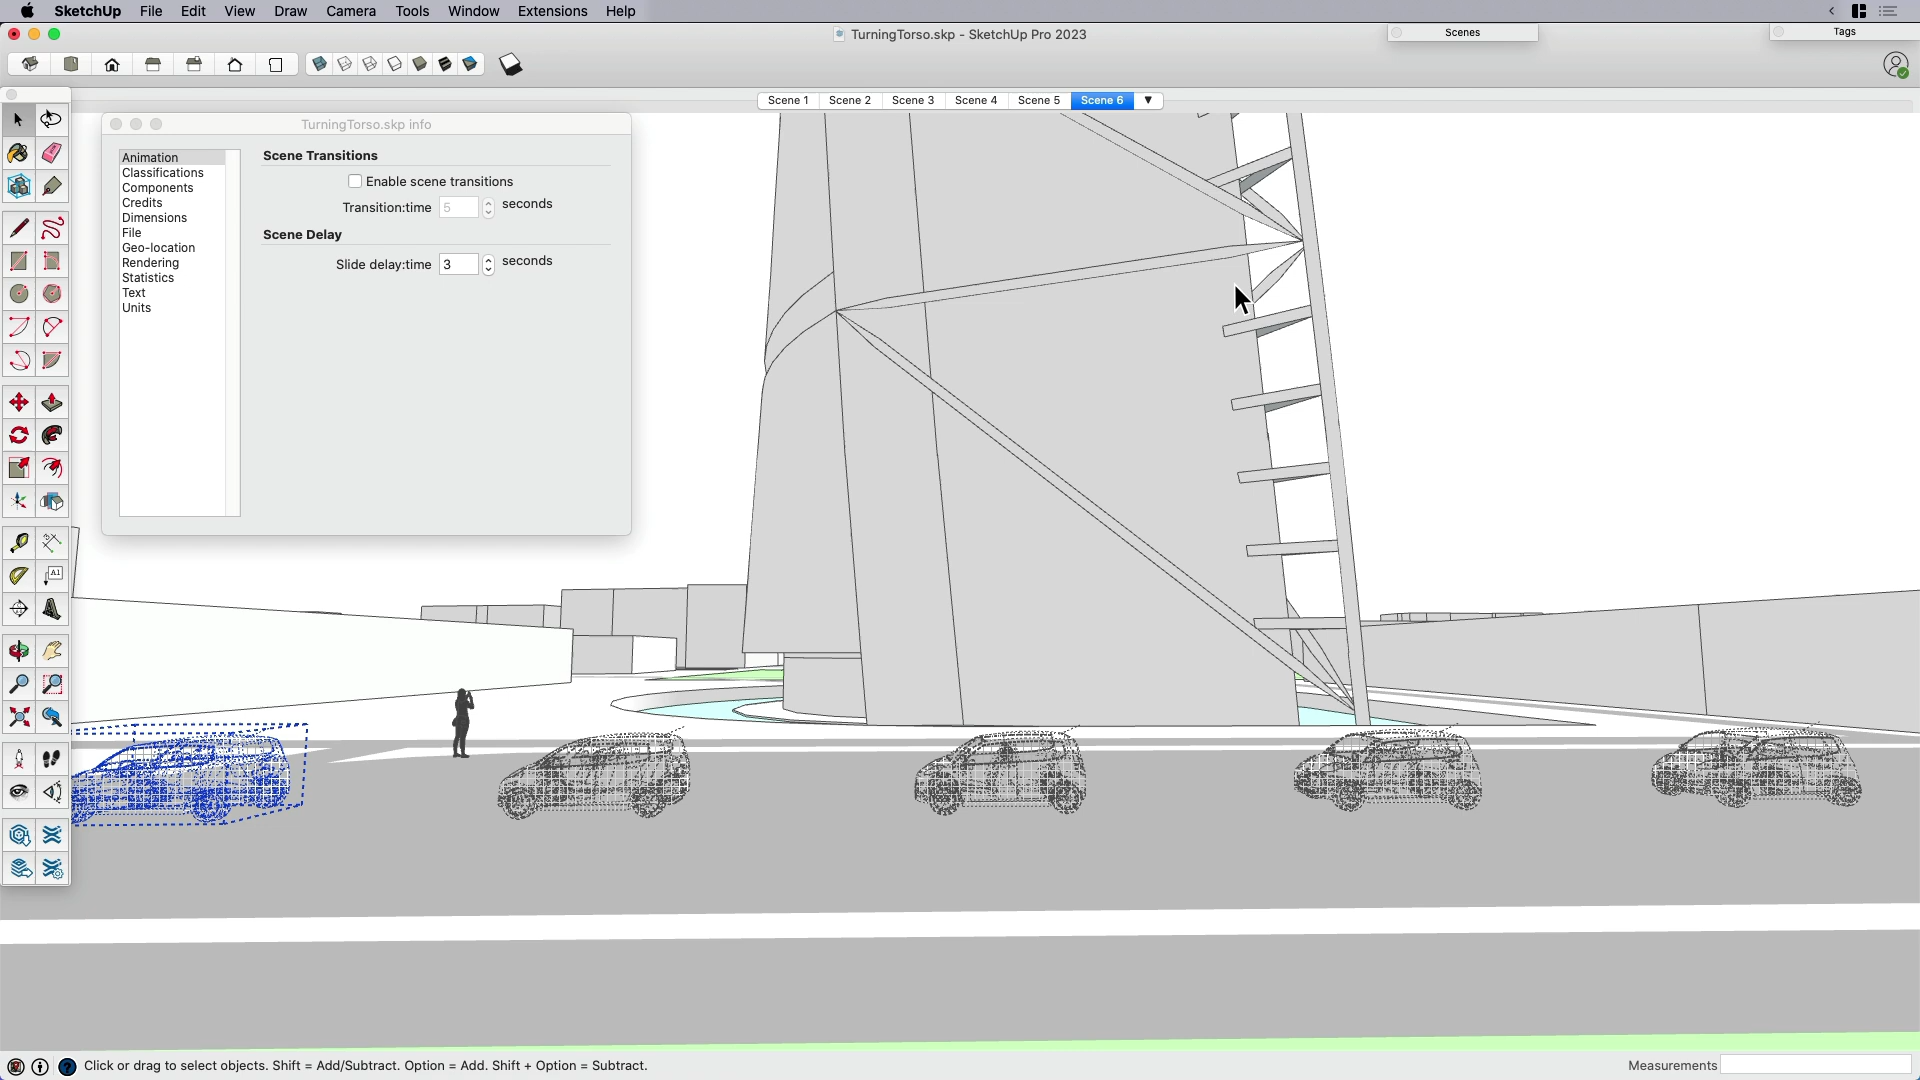 SketchUp File Edit View Draw Camera Tools Window Extensions Help
TurningTorso.skp - SketchUp Pro 2023
Scenes
Tags
Scene 1 Scene 2 Scene 3 Scene 4 Scene 5 Scene 6
TurningTorso.skp info
Animation
Classifications
Components
Credits
Dimensions
File
Geo-location
Rendering
Statistics
Text
Units
Scene Transitions
Enable scene transitions
Transition:time 5 seconds
Scene Delay
Slide delay:time 3 seconds
A1
Click or drag to select objects. Shift = Add/Subtract. Option = Add. Shift + Option = Subtract.
Measurements